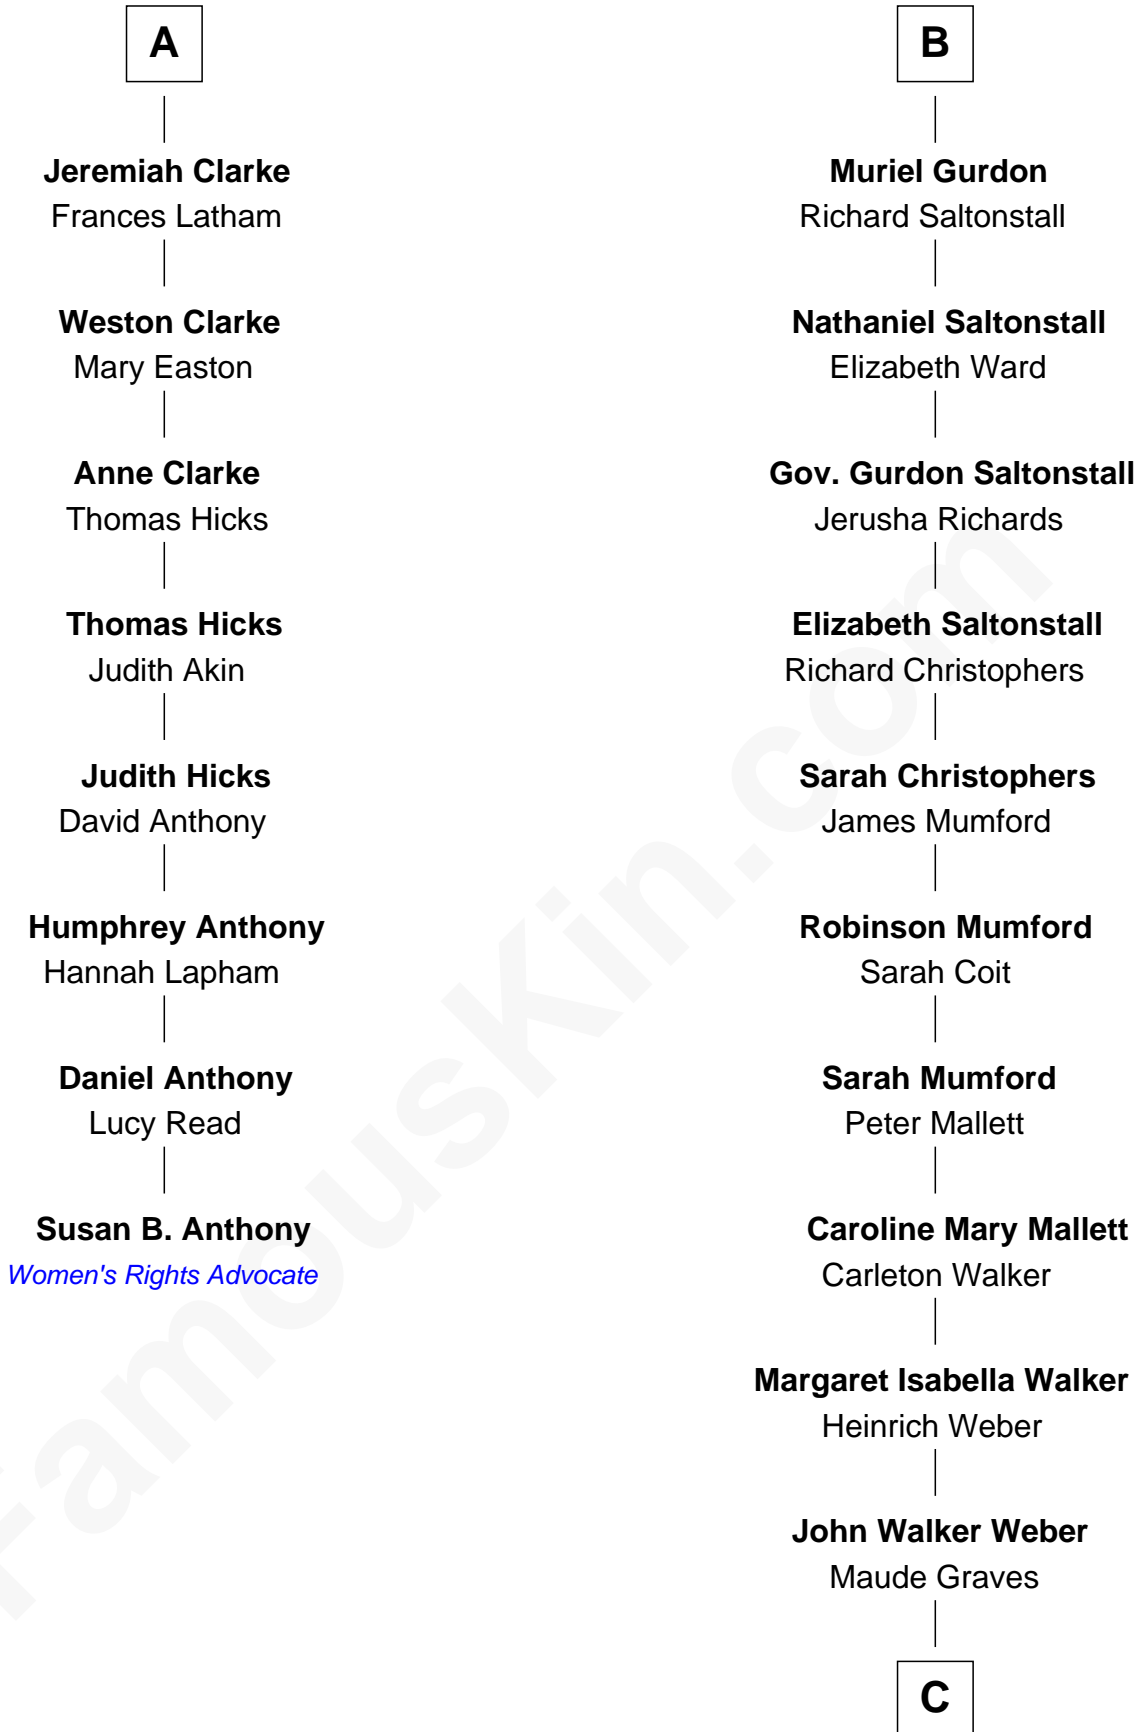 A
Jeremiah Clarke
Frances Latham
Weston Clarke
Mary Easton
Anne Clarke
Thomas Hicks
Thomas Hicks
Judith Akin
Judith Hicks
David Anthony
Humphrey Anthony
Hannah Lapham
Daniel Anthony
Lucy Read
Susan B. Anthony
Women's Rights Advocate
B
Muriel Gurdon
Richard Saltonstall
Nathaniel Saltonstall
Elizabeth Ward
Gov. Gurdon Saltonstall
Jerusha Richards
Elizabeth Saltonstall
Richard Christophers
Sarah Christophers
James Mumford
Robinson Mumford
Sarah Coit
Sarah Mumford
Peter Mallett
Caroline Mary Mallett
Carleton Walker
Margaret Isabella Walker
Heinrich Weber
John Walker Weber
Maude Graves
C
FamousKin.com